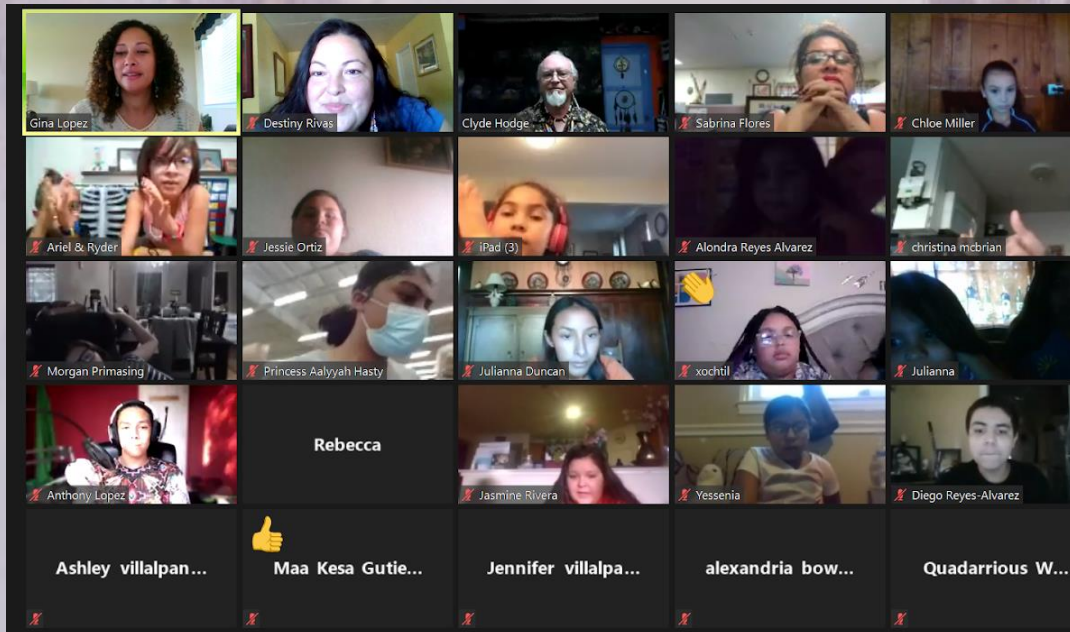 Gina Lopez
Destiny Rivas
Clyde Hodge
Sabrina Flores
Chloe Miller
Ariel & Ryder
Jessie Ortiz
iPad (3)
Alondra Reyes Alvarez
christina mcbrian
Morgan Primasing
Princess Aalyyah Hasty
Julianna Duncan
xochtil
Julianna
Anthony Lopez
Rebecca
Jasmine Rivera
Yessenia
Diego Reyes-Alvarez
Ashley villalpan...
Maa Kesa Gutie...
Jennifer villalpa...
alexandria bow...
Quadarrious W...